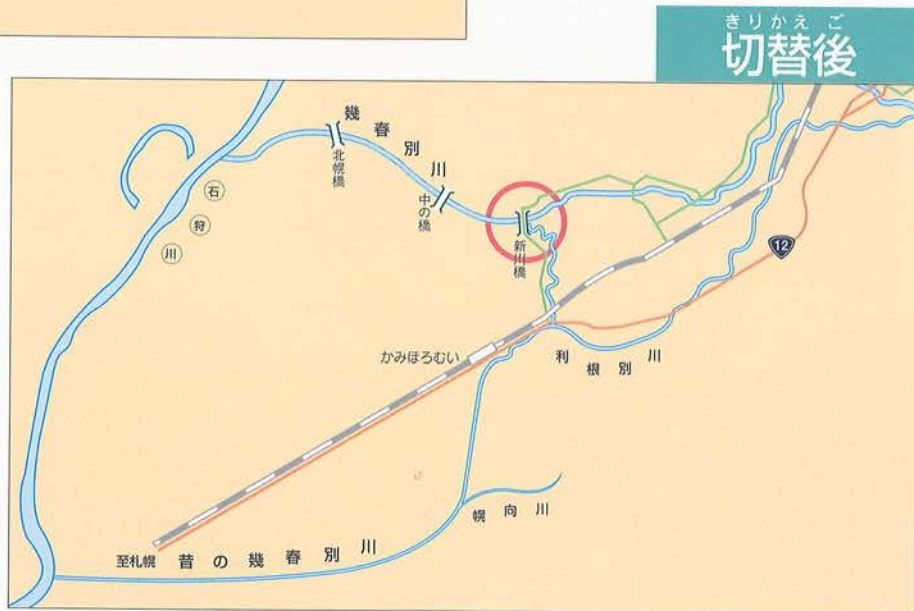 きりかえご
切替後
幾春別川
北幌橋
中の橋
新川橋
石狩川
12
かみほろむい
利根別川
幌向川
至札幌
昔の幾春別川